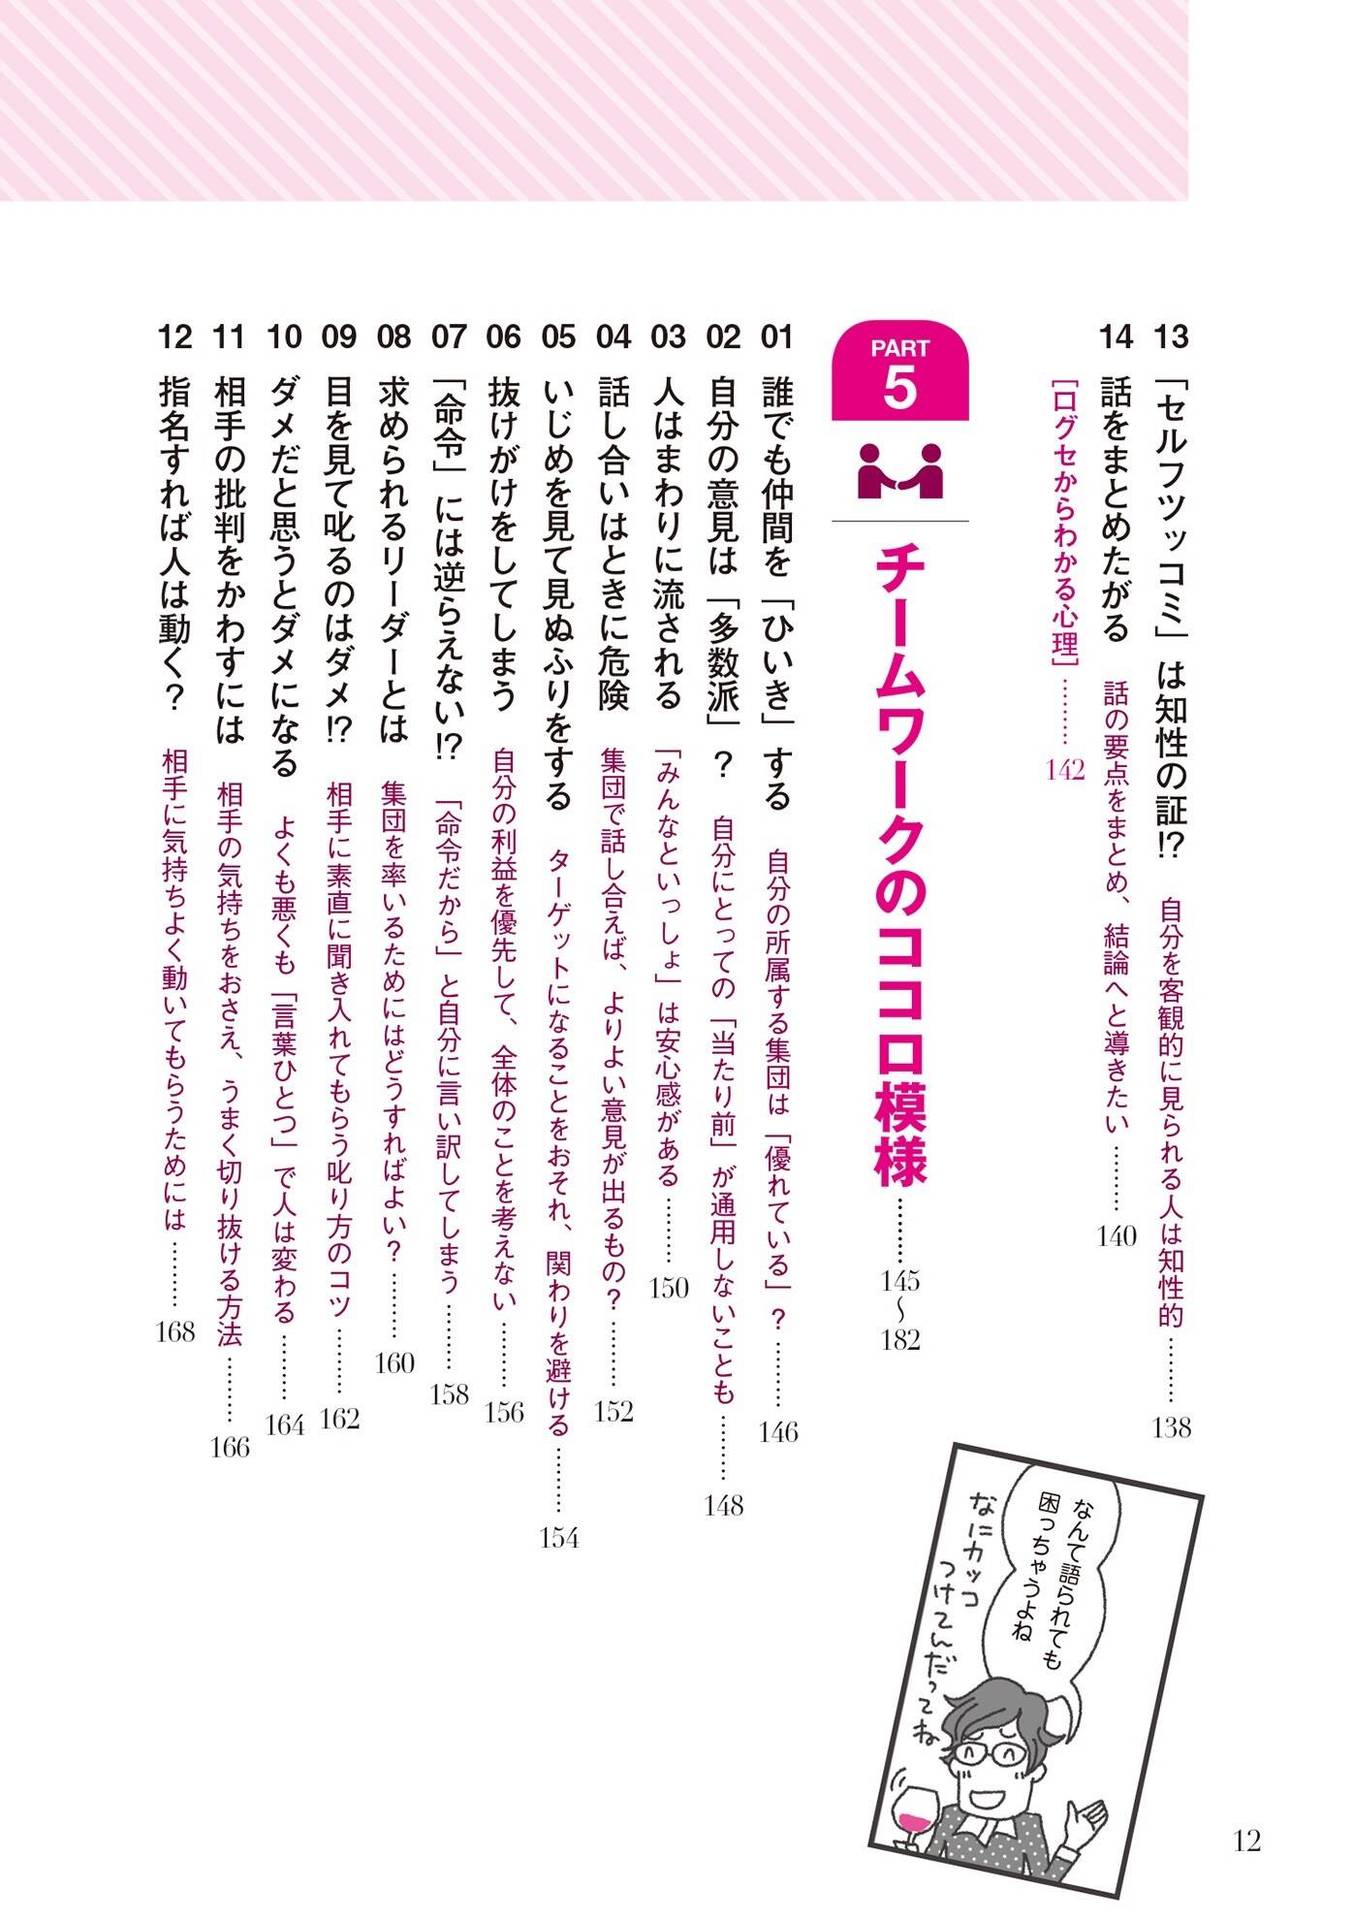 13 「セルフツッコミ」は知性の証!? 自分を客観的に見られる人は知性的………138
14 話をまとめたがる 話の要点をまとめ、結論へと導きたい………140
[口グセからわかる心理]………142
PART
5
チームワークのココロ模様………145〜182
01 誰でも仲間を「ひいき」する 自分の所属する集団は「優れている」?………146
02 自分の意見は「多数派」? 自分にとっての「当たり前」が通用しないことも………148
03 人はまわりに流される 「みんなといっしょ」は安心感がある………150
04 話し合いはときに危険 集団で話し合えば、よりよい意見が出るもの?………152
05 いじめを見て見ぬふりをする ターゲットになることをおそれ、関わりを避ける………154
06 抜けがけをしてしまう 自分の利益を優先して、全体のことを考えない………156
07 「命令」には逆らえない!? 「命令だから」と自分に言い訳してしまう………158
08 求められるリーダーとは 集団を率いるためにはどうすればよい?………160
09 目を見て叱るのはダメ!? 相手に素直に聞き入れてもらう叱り方のコツ………162
10 ダメだと思うとダメになる よくも悪くも「言葉ひとつ」で人は変わる………164
11 相手の批判をかわすには 相手の気持ちをおさえ、うまく切り抜ける方法………166
12 指名すれば人は動く? 相手に気持ちよく動いてもらうためには………168
なんて語られても
困っちゃうよね
なにカッコ
つけてんだってね
12